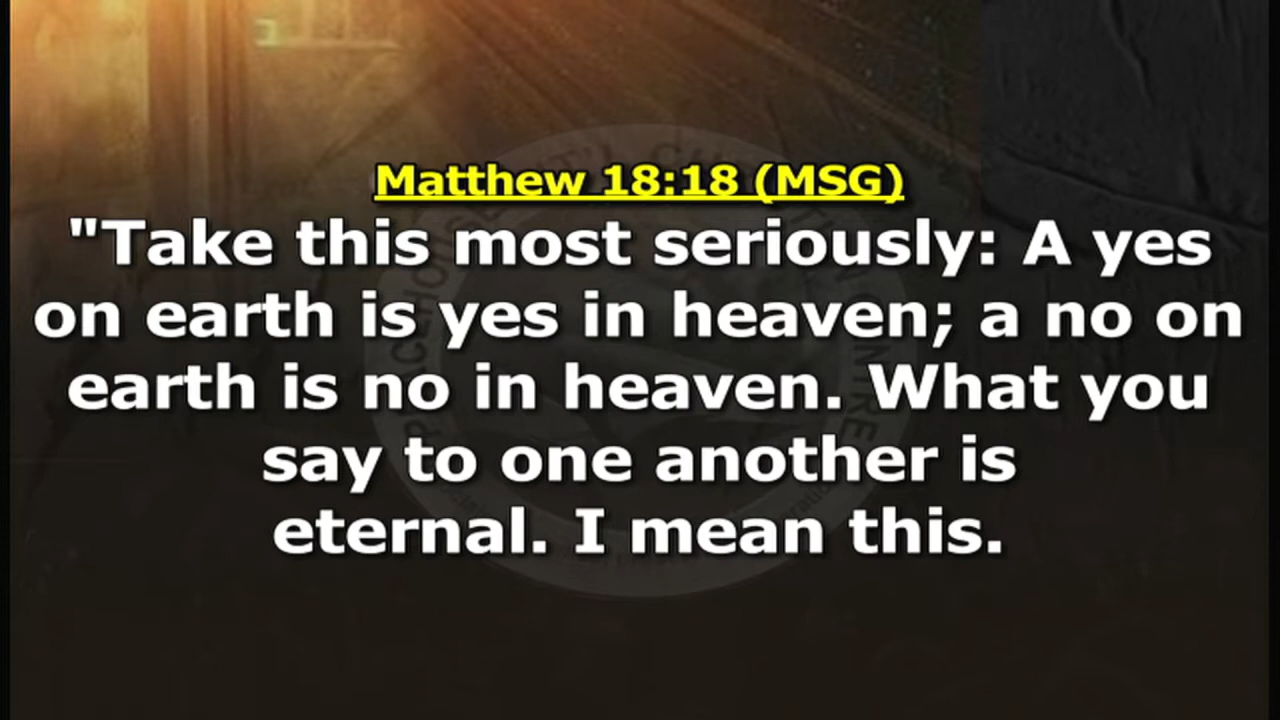 Matthew 18:18 (MSG)
"Take this most seriously: A yes
on earth is yes in heaven; a no on
earth is no in heaven. What you
say to one another is
eternal. I mean this.